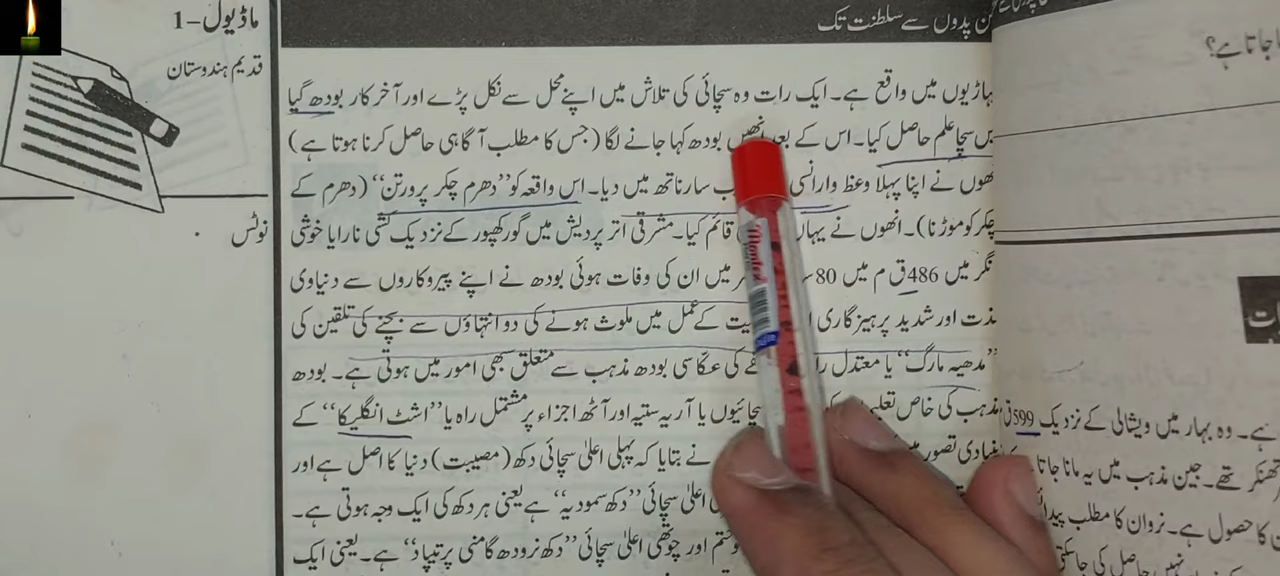 ماڈیول-1
قدیم ہندوستان
نوٹس
پدوں سے سلطنت تک
میں واقع ہے۔ ایک رات وہ سچائی کی تلاش میں اپنے محل سے نکل پڑے اور آخر کار بودھ گیا
سچا علم حاصل کیا۔ اس کے بعد انھیں بودھ کہا جانے لگا (جس کا مطلب آگاہی حاصل کرنا ہوتا ہے)
نے اپنا پہلا وعظ وارانسی سارناتھ میں دیا۔ اس واقعہ کو ”دھرم چکر پرورتن“ (دھرم کے
چکر کو موڑنا)۔ انھوں نے یہاں قائم کیا۔ مشرقی اتر پردیش میں گورکھپور کے نزدیک کشی نارا یا خوشی
نگر میں 486 ق م میں 80 میں ان کی وفات ہوئی بودھ نے اپنے پیروکاروں سے دنیاوی
اور شدید پرہیزگاری کے عمل میں ملوث ہونے کی دو انتہاؤں سے بچنے کی تلقین کی
”مدھیہ مارگ“ یا معتدل کی عکاسی بودھ مذہب سے متعلق سبھی امور میں ہوتی ہے۔ بودھ
مذہب کی خاص سچائیوں یا آریہ ستیہ اور آٹھ اجزاء پر مشتمل راہ یا ”اشٹ انگلیکا“ کے
بنیادی تصور نے بتایا کہ پہلی اعلیٰ سچائی دکھ (مصیبت) دنیا کا اصل ہے اور
اعلیٰ سچائی ”دکھ سمودیہ“ ہے یعنی ہر دکھ کی ایک وجہ ہوتی ہے۔
اور چوتھی اعلیٰ سچائی ”دکھ نرودھ گامنی پرتیپاد“ ہے۔ یعنی ایک
جاتا ہے؟
ہے۔ وہ بہار میں ویشالی کے نزدیک 599 ق
تھے۔ جین مذہب میں یہ مانا جاتا
کا حصول ہے۔ نروان کا مطلب
نہیں حاصل کی جاسکتی